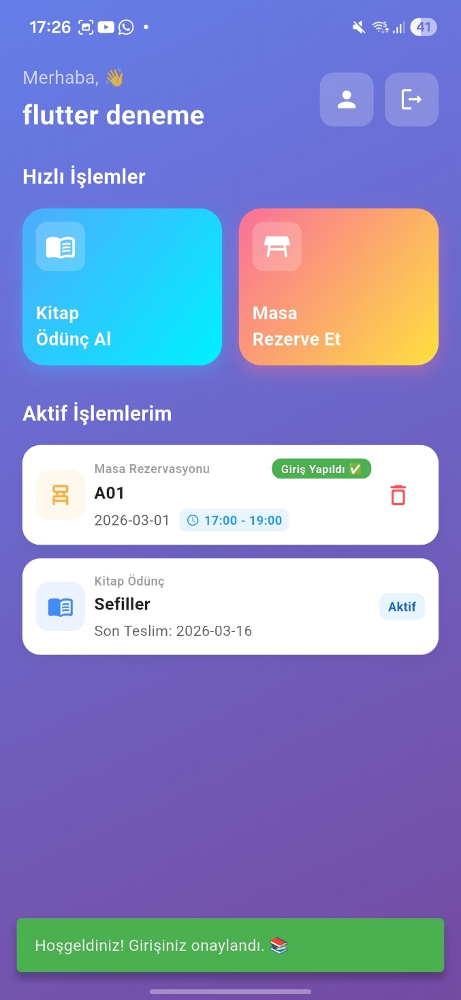 17:26
5
41
Merhaba, 👋
flutter deneme
Hızlı İşlemler
Kitap
Ödünç Al
Masa
Rezerve Et
Aktif İşlemlerim
Masa Rezervasyonu
Giriş Yapıldı ✅
A01
2026-03-01
17:00 - 19:00
Kitap Ödünç
Sefiller
Aktif
Son Teslim: 2026-03-16
Hoşgeldiniz! Girişiniz onaylandı. 📚